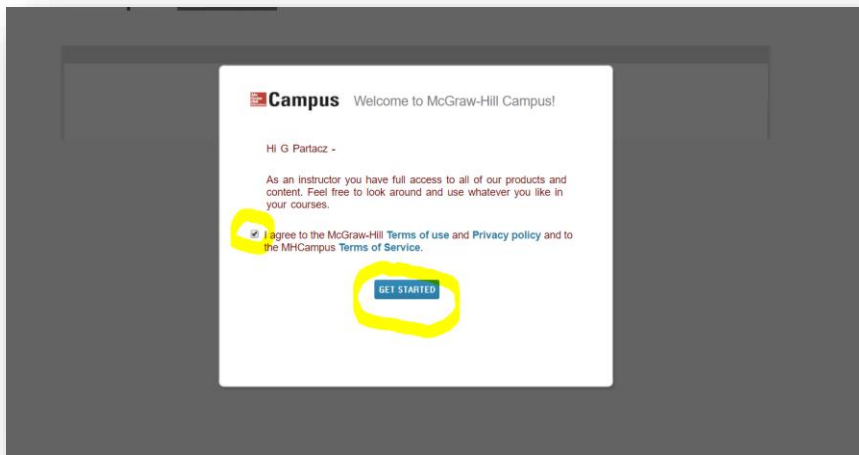 Campus Welcome to McGraw-Hill Campus!
Hi G Partacz -
As an instructor you have full access to all of our products and
content. Feel free to look around and use whatever you like in
your courses.
I agree to the McGraw-Hill Terms of use and Privacy policy and to
the MHCampus Terms of Service.
GET STARTED